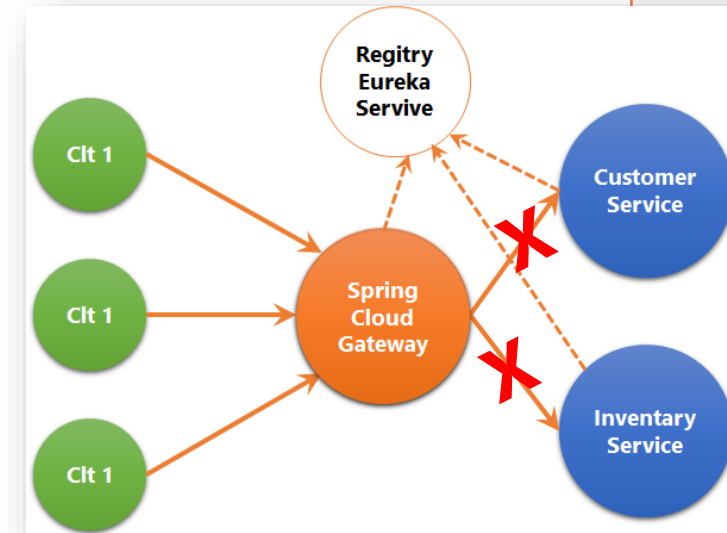 Regitry
Eureka
Servive
Clt 1
Customer
Service
Clt 1
Spring
Cloud
Gateway
Inventary
Service
Clt 1